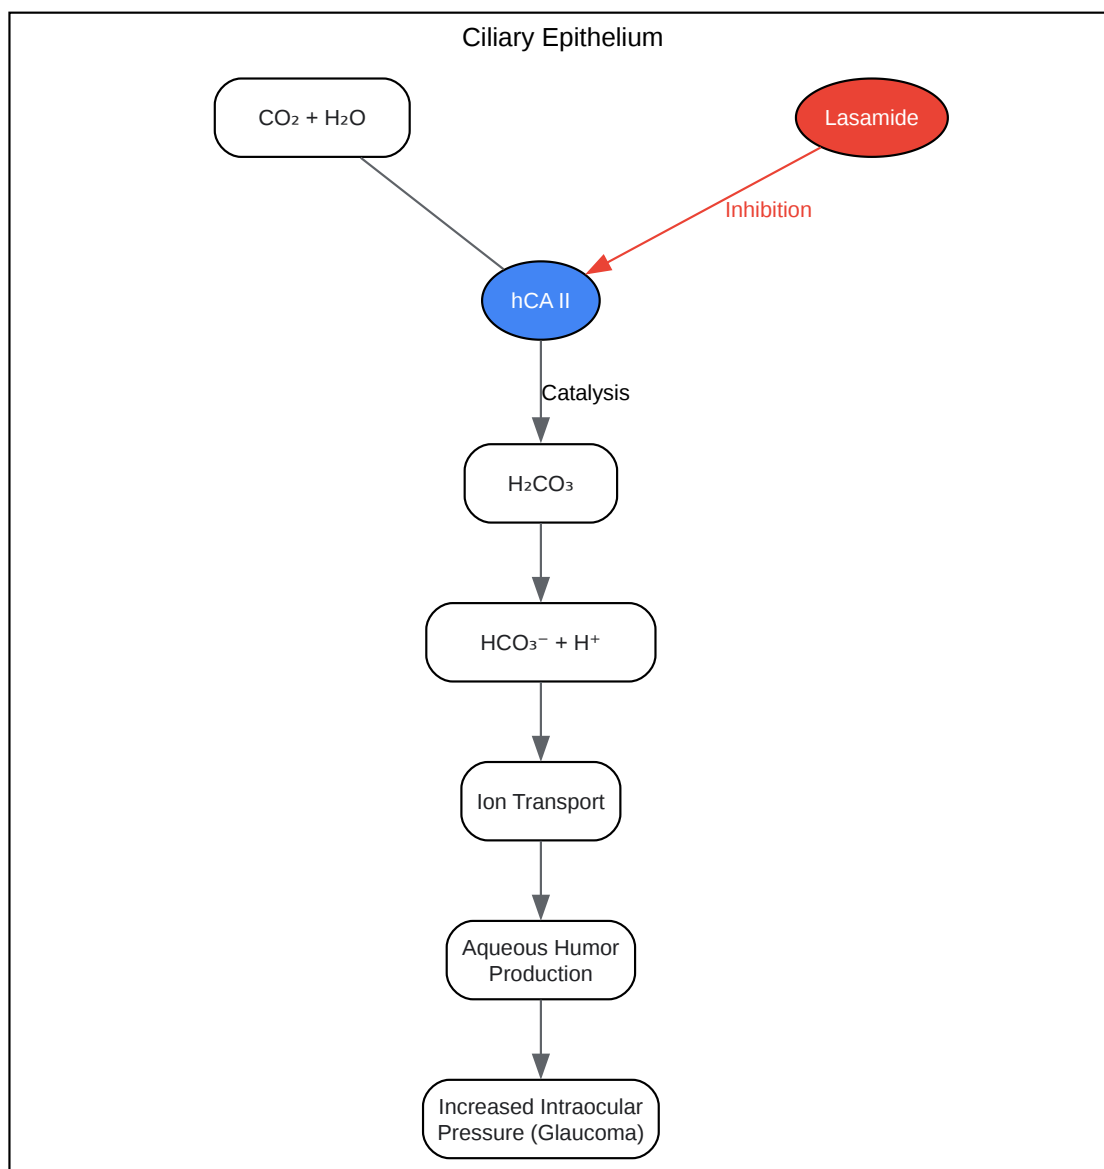 Ciliary Epithelium
CO₂ + H₂O
Lasamide
Inhibition
hCA II
Catalysis
H₂CO₃
HCO₃⁻ + H⁺
Ion Transport
Aqueous Humor
Production
Increased Intraocular
Pressure (Glaucoma)